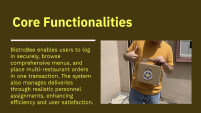 Core Functionalities
BistroBee enables users to log
in securely, browse
comprehensive menus, and
place multi-restaurant orders
in one transaction. The system
also manages deliveries
through realistic personnel
assignments, enhancing
efficiency and user satisfaction.